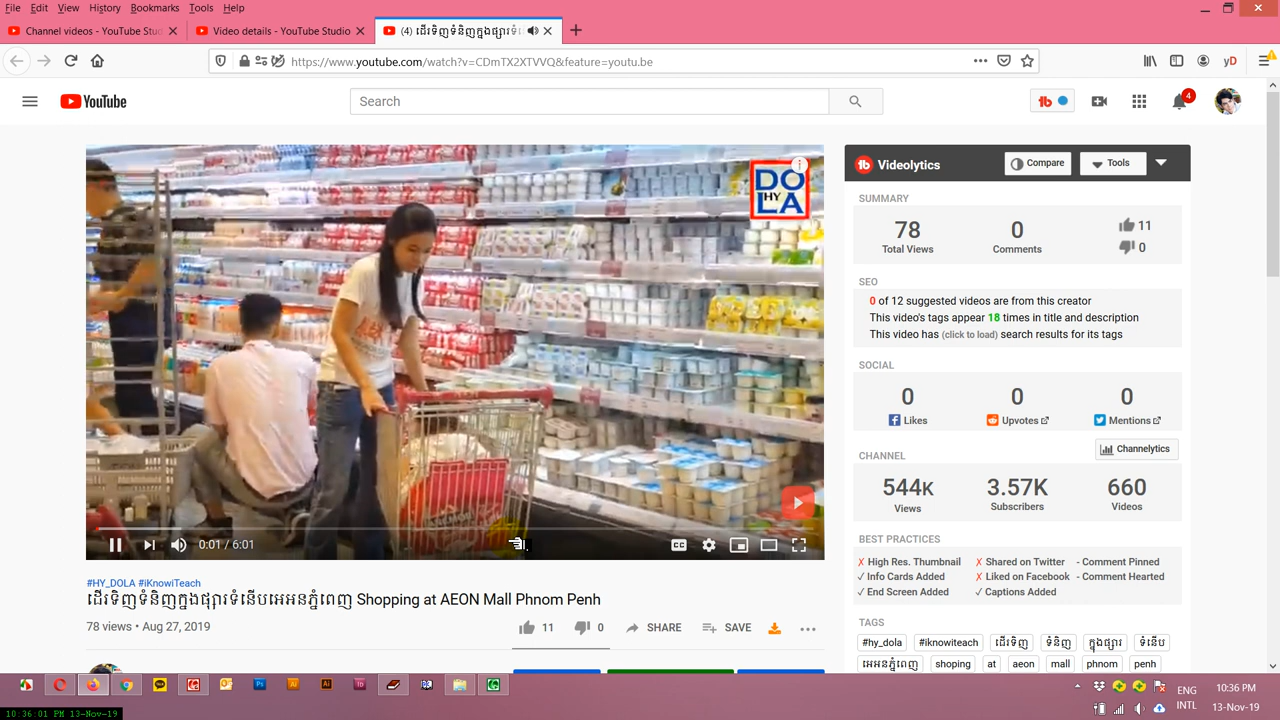 File Edit View History Bookmarks Tools Help
Channel videos - YouTube Stud
Video details - YouTube Studio
(4) ដើរទិញទំនិញក្នុងផ្សារទំនើ
https://www.youtube.com/watch?v=CDmTX2XTVVQ&feature=youtu.be
yD
YouTube
Search
tb
4
DO
HY
LA
0:01 / 6:01
CC
#HY_DOLA #iKnowiTeach
ដើរទិញទំនិញក្នុងផ្សារទំនើបអេអនភ្នំពេញ Shopping at AEON Mall Phnom Penh
78 views • Aug 27, 2019
11
0
SHARE
SAVE
tb Videolytics
Compare
Tools
SUMMARY
78
Total Views
0
Comments
11
0
SEO
0 of 12 suggested videos are from this creator
This video's tags appear 18 times in title and description
This video has (click to load) search results for its tags
SOCIAL
0
Likes
0
Upvotes
0
Mentions
CHANNEL
Channelytics
544K
Views
3.57K
Subscribers
660
Videos
BEST PRACTICES
✗ High Res. Thumbnail ✗ Shared on Twitter - Comment Pinned
✓ Info Cards Added ✗ Liked on Facebook - Comment Hearted
✓ End Screen Added ✓ Captions Added
TAGS
#hy_dola #iknowiteach ដើរទិញ ទំនិញ ក្នុងផ្សារ ទំនើប
អេអនភ្នំពេញ shoping at aeon mall phnom penh
ENG
INTL
10:36 PM
13-Nov-19
10:36:01 PM 13-Nov-19